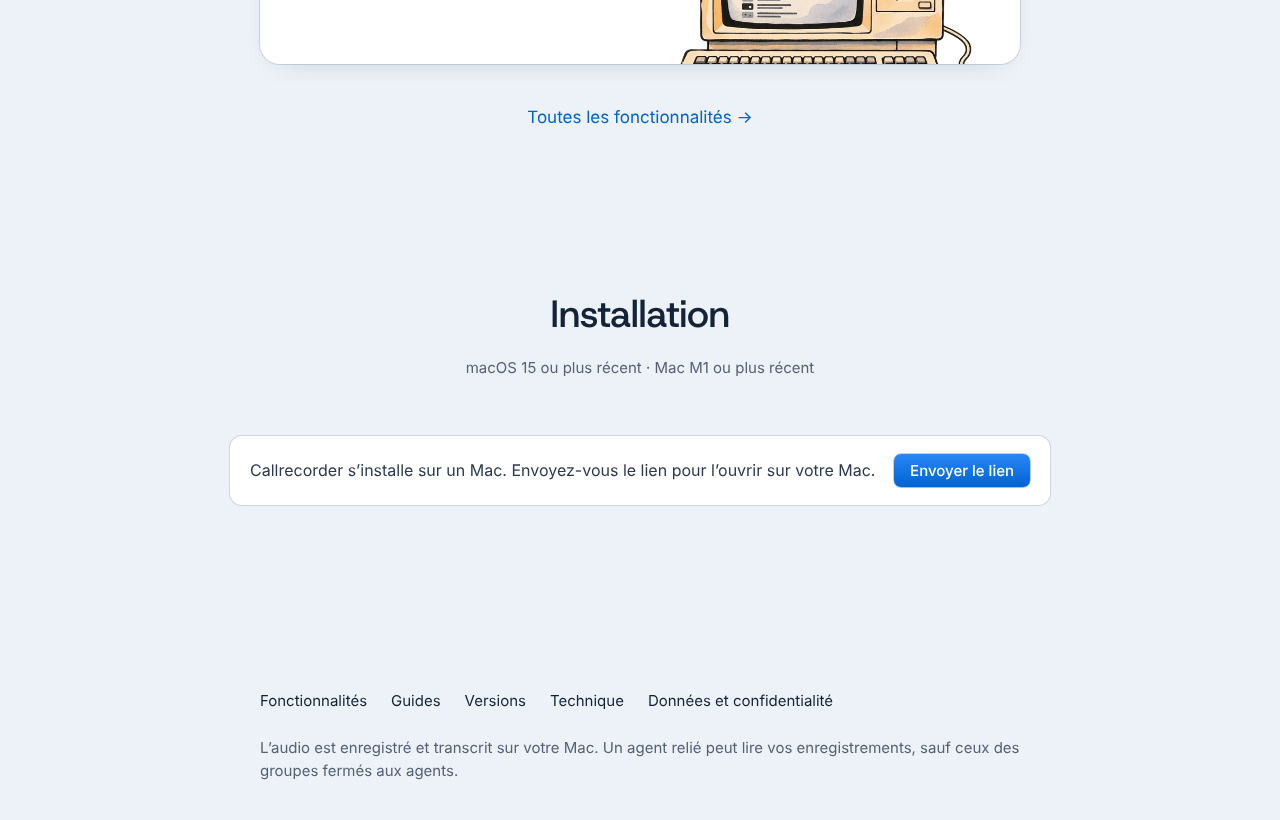 Toutes les fonctionnalités →
Installation
macOS 15 ou plus récent · Mac M1 ou plus récent
Callrecorder s’installe sur un Mac. Envoyez-vous le lien pour l’ouvrir sur votre Mac.
Envoyer le lien
Fonctionnalités Guides Versions Technique Données et confidentialité
L’audio est enregistré et transcrit sur votre Mac. Un agent relié peut lire vos enregistrements, sauf ceux des
groupes fermés aux agents.